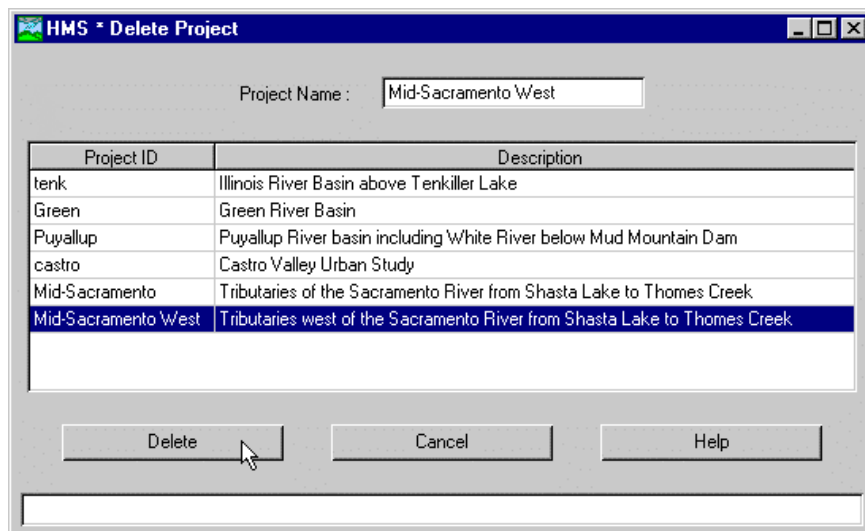 HMS * Delete Project
Project Name : Mid-Sacramento West
Project ID Description
tenk Illinois River Basin above Tenkiller Lake
Green Green River Basin
Puyallup Puyallup River basin including White River below Mud Mountain Dam
castro Castro Valley Urban Study
Mid-Sacramento Tributaries of the Sacramento River from Shasta Lake to Thomes Creek
Mid-Sacramento West Tributaries west of the Sacramento River from Shasta Lake to Thomes Creek
Delete Cancel Help